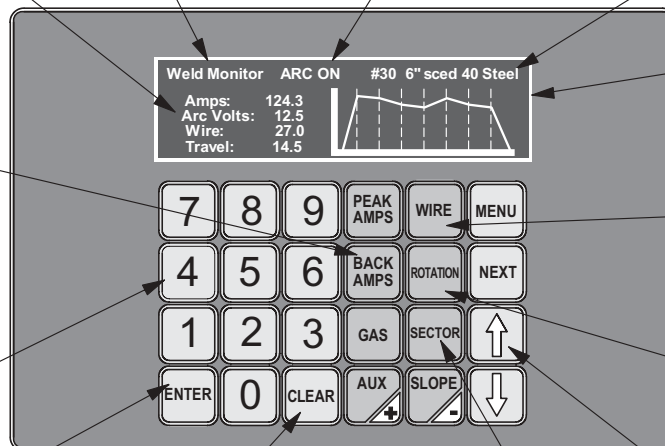 Weld Monitor ARC ON #30 6" sced 40 Steel
Amps: 124.3
Arc Volts: 12.5
Wire: 27.0
Travel: 14.5
7 8 9 PEAK AMPS WIRE MENU
4 5 6 BACK AMPS ROTATION NEXT
1 2 3 GAS SECTOR
ENTER 0 CLEAR AUX + SLOPE -